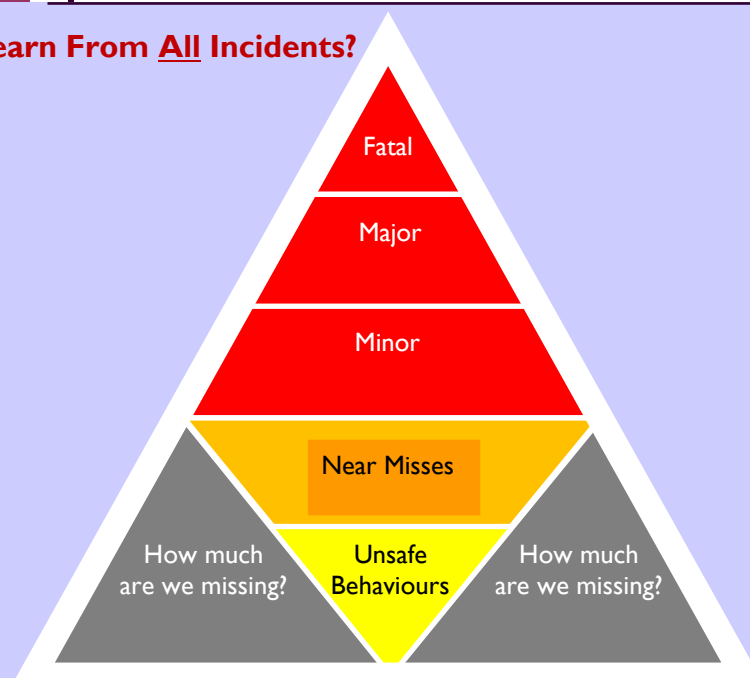 From All Incidents?
Fatal
Major
Minor
Near Misses
How much
are we missing?
Unsafe
Behaviours
How much
are we missing?